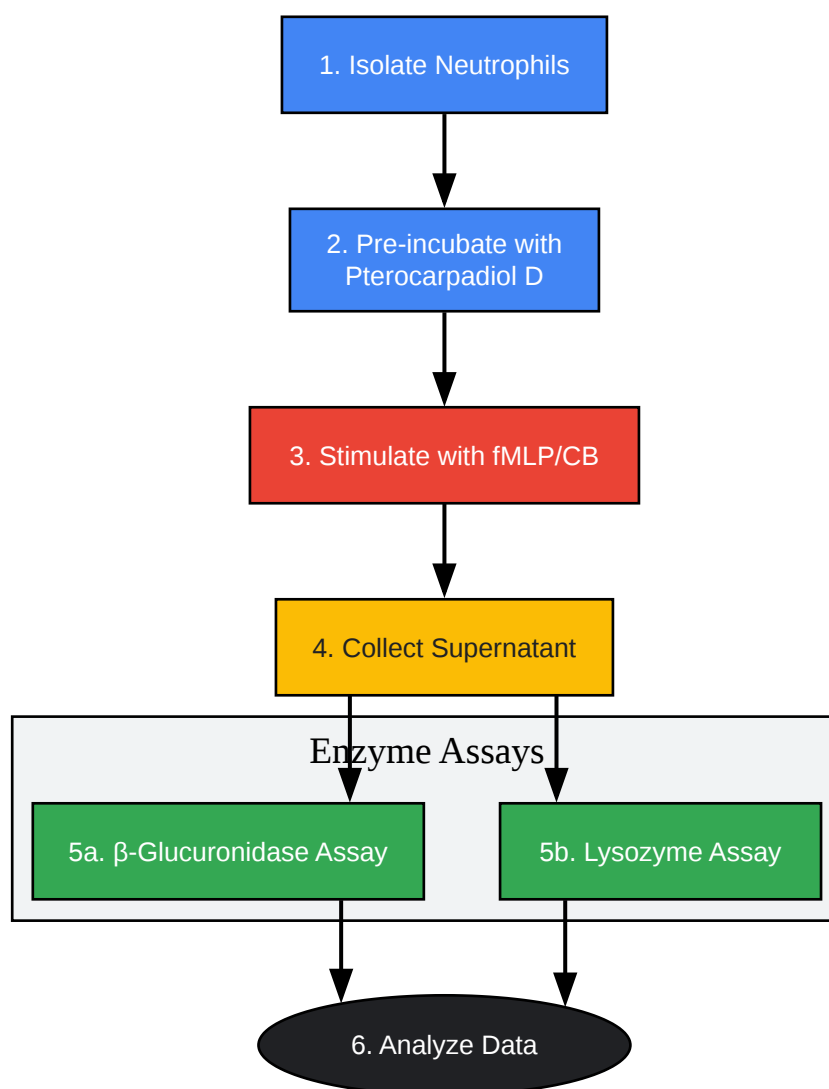 1. Isolate Neutrophils
2. Pre-incubate with
Pterocarpadiol D
3. Stimulate with fMLP/CB
4. Collect Supernatant
Enzyme Assays
5a. β-Glucuronidase Assay
5b. Lysozyme Assay
6. Analyze Data